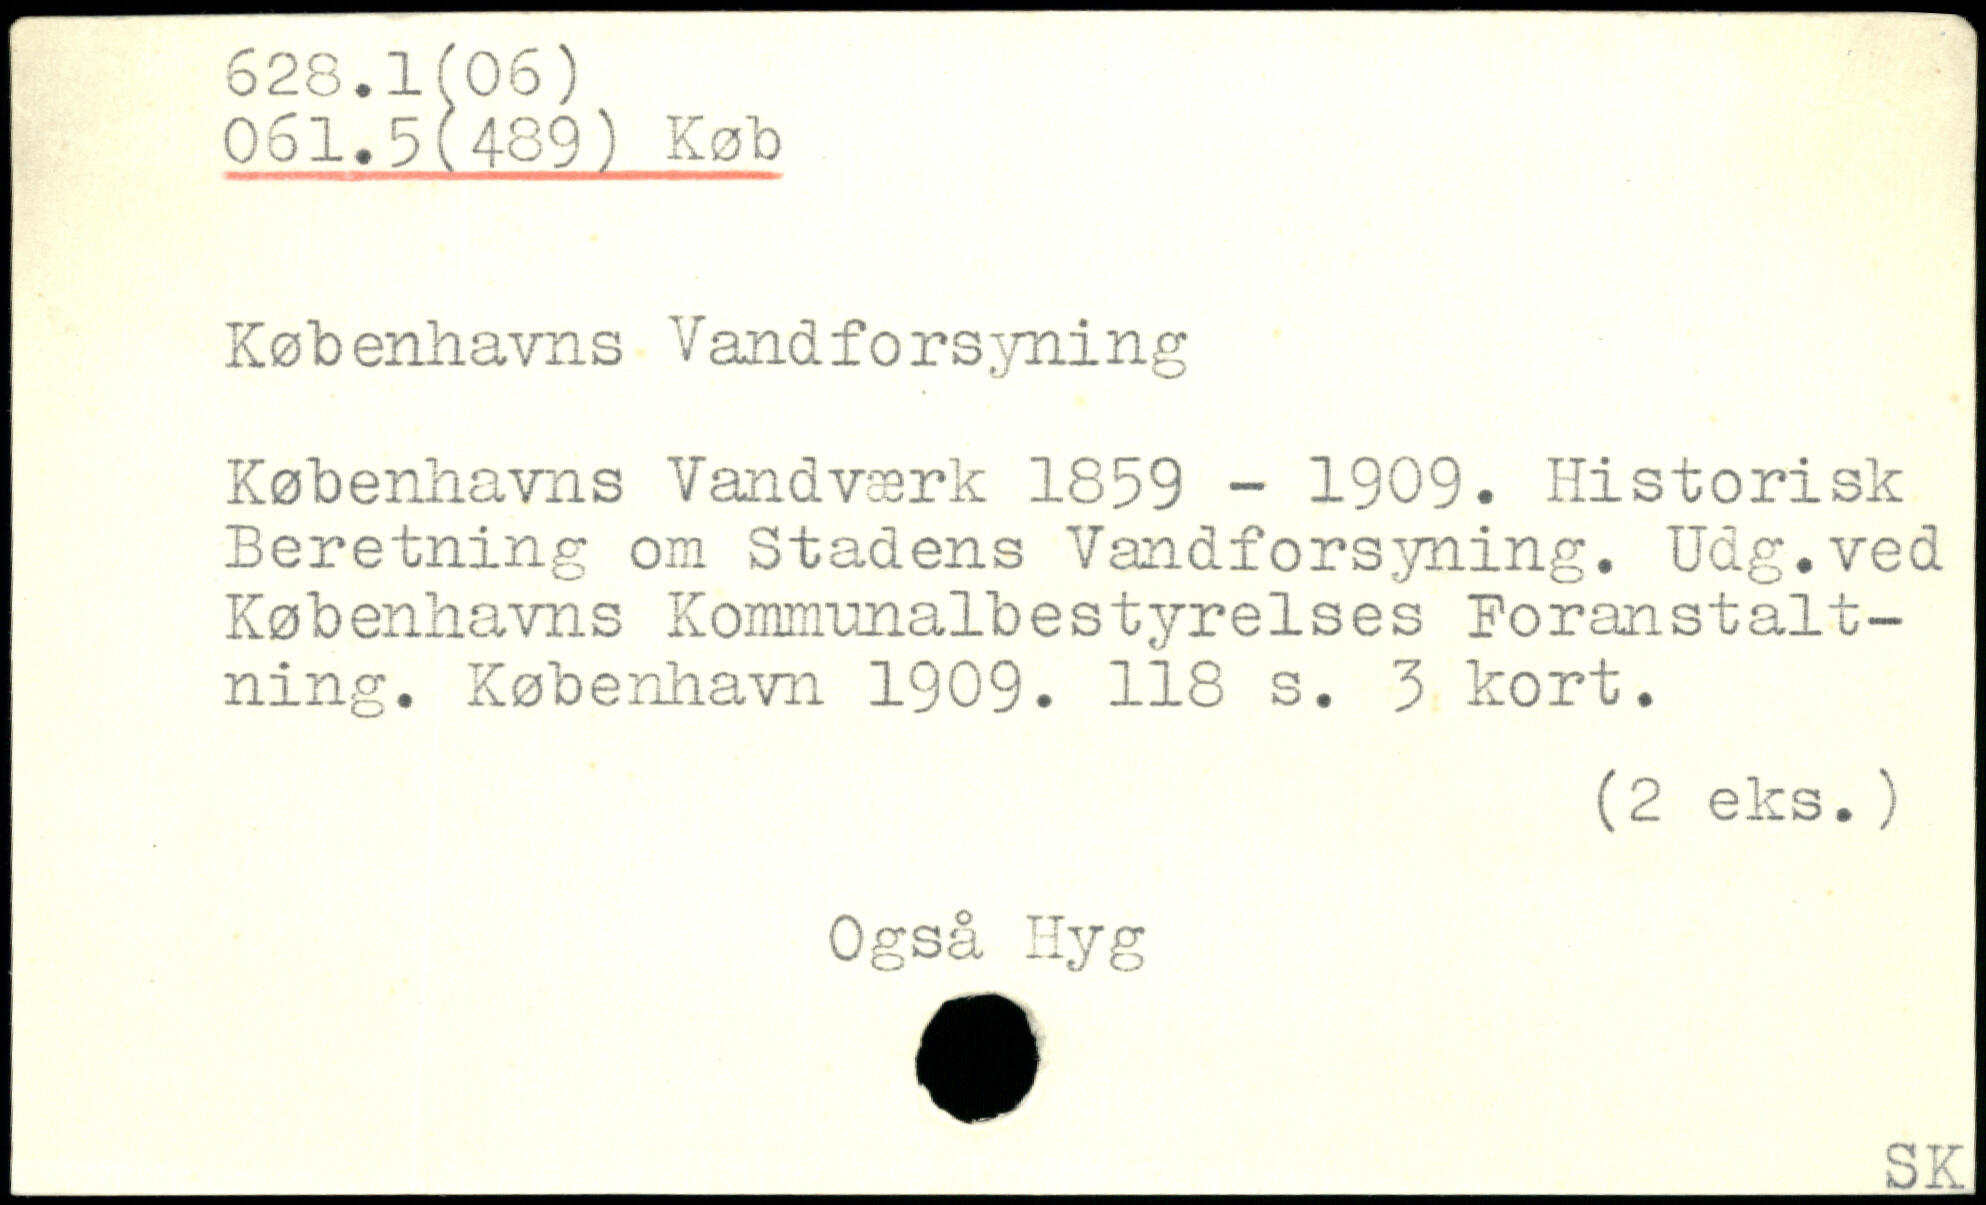 628.1(06)
061.5(489) Køb
Københavns Vandforsyning
Københavns Vandværk 1859 - 1909. Historisk
Beretning om Stadens Vandforsyning. Udg.ved
Københavns Kommunalbestyrelses Foranstalt-
ning. København 1909. 118 s. 3 kort.
(2 eks.)
Også Hyg
SK